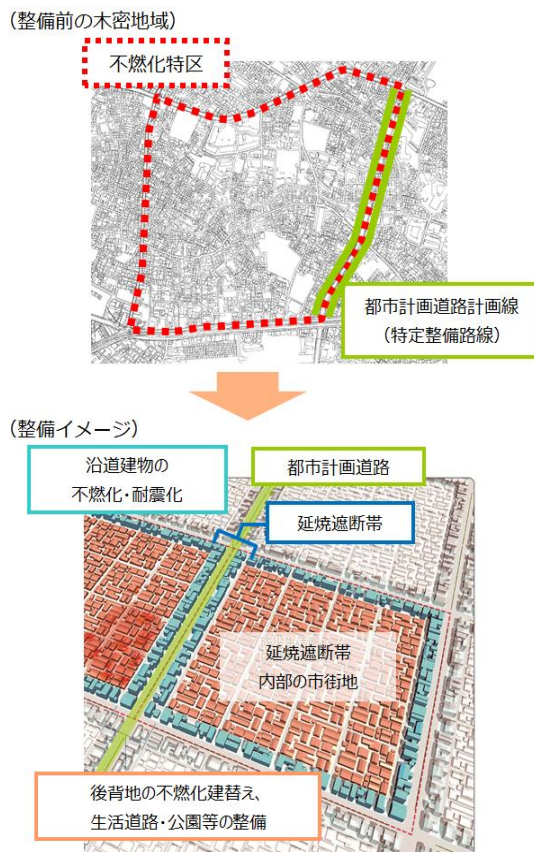 （整備前の木密地域）
不燃化特区
都市計画道路計画線
（特定整備路線）
（整備イメージ）
沿道建物の
不燃化・耐震化
都市計画道路
延焼遮断帯
延焼遮断帯
内部の市街地
後背地の不燃化建替え、
生活道路・公園等の整備